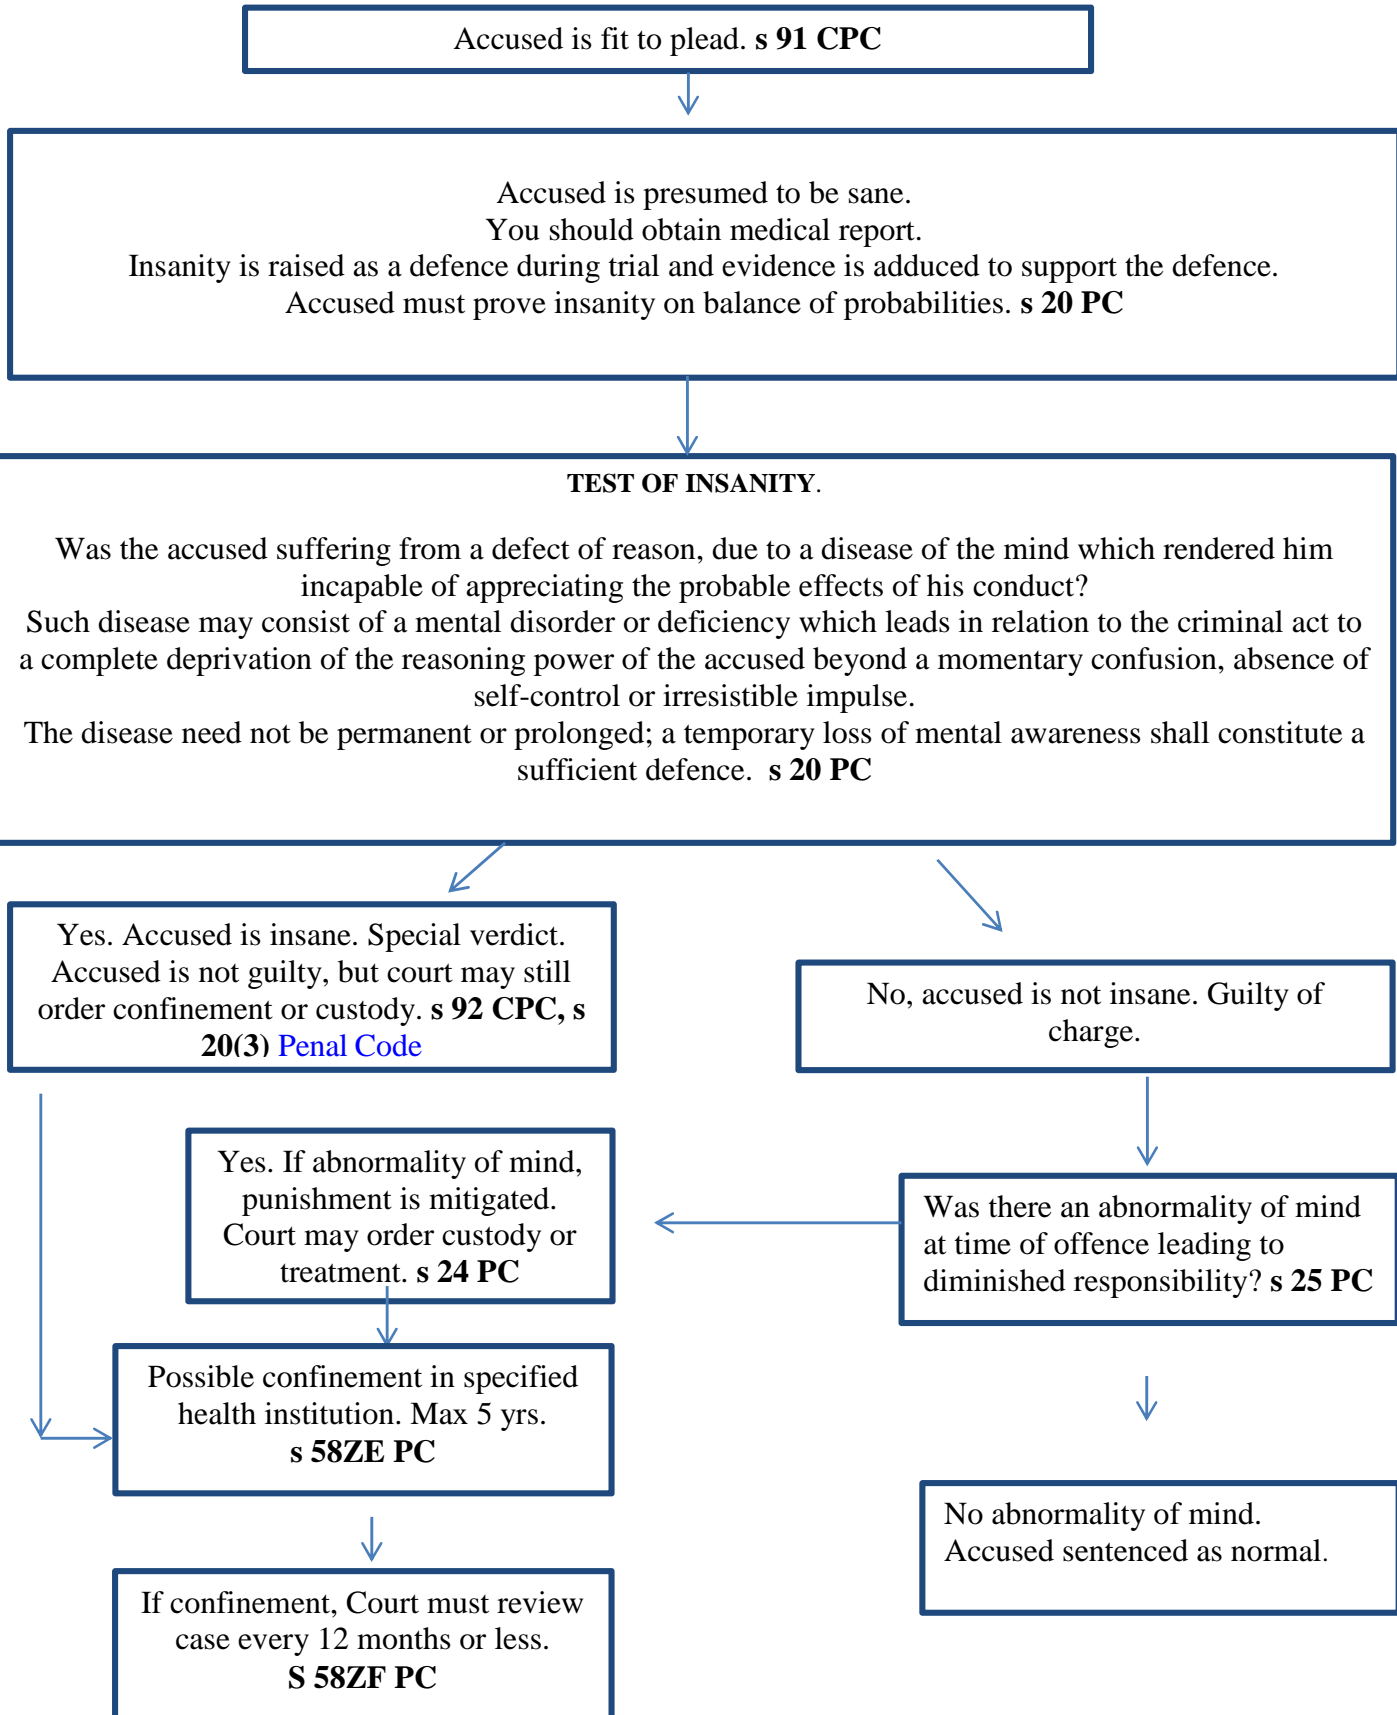 Accused is fit to plead. s 91 CPC
Accused is presumed to be sane.
You should obtain medical report.
Insanity is raised as a defence during trial and evidence is adduced to support the defence.
Accused must prove insanity on balance of probabilities. s 20 PC
TEST OF INSANITY.
Was the accused suffering from a defect of reason, due to a disease of the mind which rendered him
incapable of appreciating the probable effects of his conduct?
Such disease may consist of a mental disorder or deficiency which leads in relation to the criminal act to
a complete deprivation of the reasoning power of the accused beyond a momentary confusion, absence of
self-control or irresistible impulse.
The disease need not be permanent or prolonged; a temporary loss of mental awareness shall constitute a
sufficient defence. s 20 PC
Yes. Accused is insane. Special verdict.
Accused is not guilty, but court may still
order confinement or custody. s 92 CPC, s
20(3) Penal Code
No, accused is not insane. Guilty of
charge.
Yes. If abnormality of mind,
punishment is mitigated.
Court may order custody or
treatment. s 24 PC
Was there an abnormality of mind
at time of offence leading to
diminished responsibility? s 25 PC
Possible confinement in specified
health institution. Max 5 yrs.
s 58ZE PC
No abnormality of mind.
Accused sentenced as normal.
If confinement, Court must review
case every 12 months or less.
S 58ZF PC